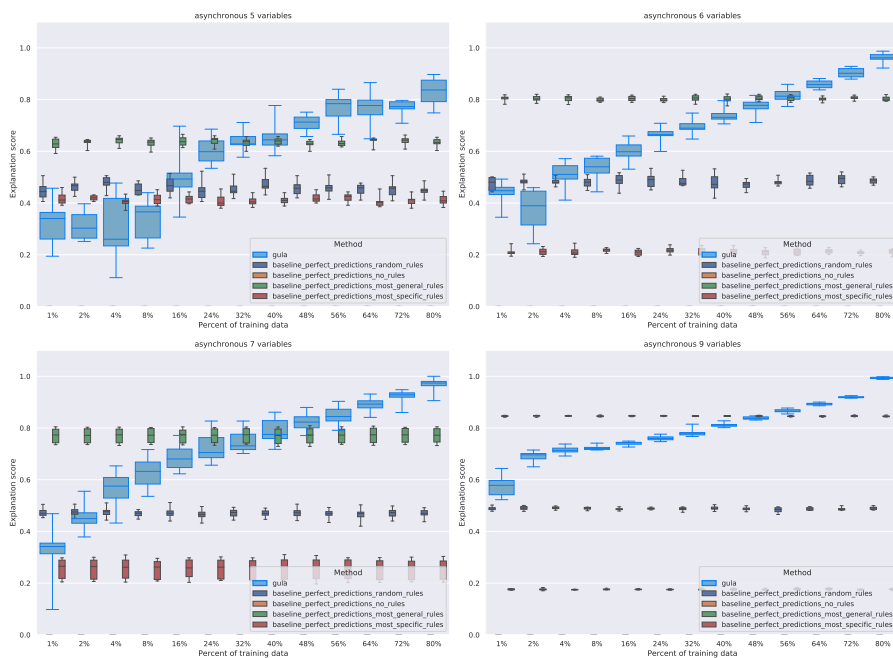 asynchronous 5 variables
Explanation score
1.0
0.8
0.6
0.4
0.2
0.0
Method
gula
baseline_perfect_predictions_random_rules
baseline_perfect_predictions_no_rules
baseline_perfect_predictions_most_general_rules
baseline_perfect_predictions_most_specific_rules
1% 2% 4% 8% 16% 24% 32% 40% 48% 56% 64% 72% 80%
Percent of training data
asynchronous 6 variables
Explanation score
1.0
0.8
0.6
0.4
0.2
0.0
Method
gula
baseline_perfect_predictions_random_rules
baseline_perfect_predictions_no_rules
baseline_perfect_predictions_most_general_rules
baseline_perfect_predictions_most_specific_rules
1% 2% 4% 8% 16% 24% 32% 40% 48% 56% 64% 72% 80%
Percent of training data
asynchronous 7 variables
Explanation score
1.0
0.8
0.6
0.4
0.2
0.0
Method
gula
baseline_perfect_predictions_random_rules
baseline_perfect_predictions_no_rules
baseline_perfect_predictions_most_general_rules
baseline_perfect_predictions_most_specific_rules
1% 2% 4% 8% 16% 24% 32% 40% 48% 56% 64% 72% 80%
Percent of training data
asynchronous 9 variables
Explanation score
1.0
0.8
0.6
0.4
0.2
0.0
Method
gula
baseline_perfect_predictions_random_rules
baseline_perfect_predictions_no_rules
baseline_perfect_predictions_most_general_rules
baseline_perfect_predictions_most_specific_rules
1% 2% 4% 8% 16% 24% 32% 40% 48% 56% 64% 72% 80%
Percent of training data